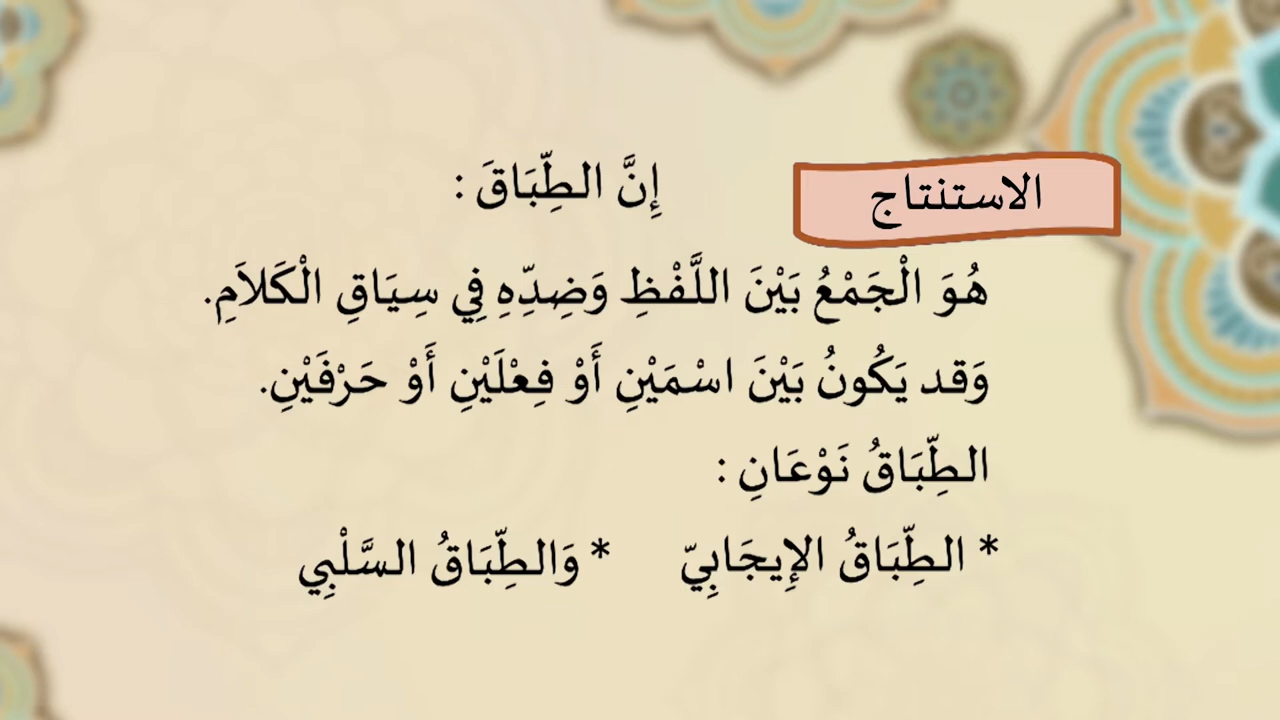 الاستنتاج
إِنَّ الطِّبَاقَ :
هُوَ الْجَمْعُ بَيْنَ اللَّفْظِ وَضِدِّهِ فِي سِيَاقِ الْكَلاَمِ.
وَقد يَكُونُ بَيْنَ اسْمَيْنِ أَوْ فِعْلَيْنِ أَوْ حَرْفَيْنِ.
الطِّبَاقُ نَوْعَانِ :
* الطِّبَاقُ الإِيجَابِيّ * وَالطِّبَاقُ السَّلْبِي